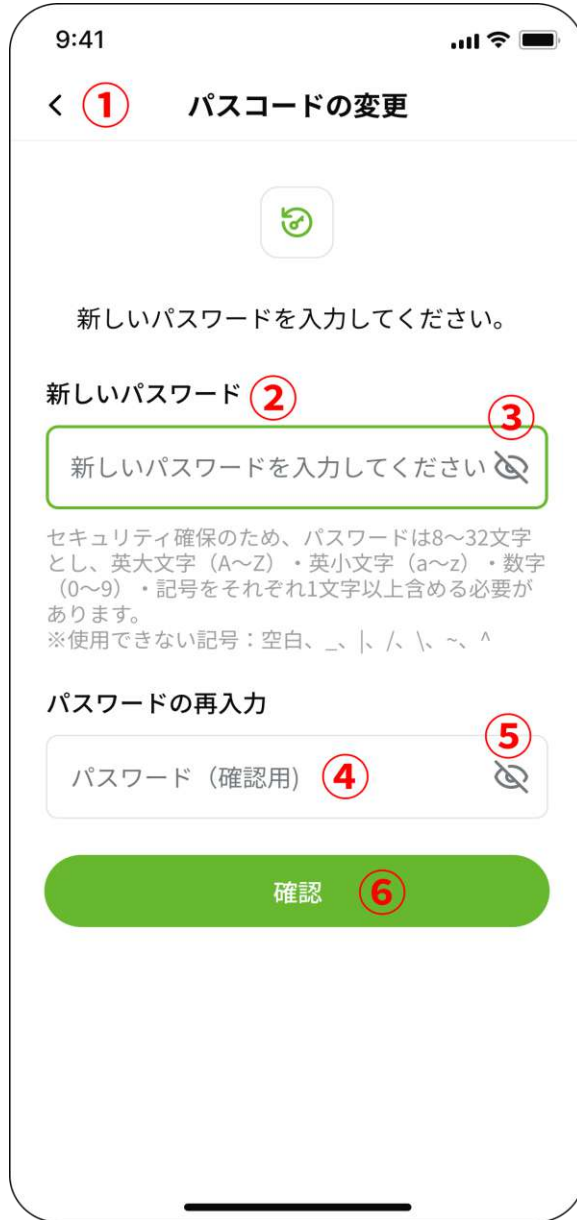 9:41
① パスコードの変更
新しいパスワードを入力してください。
新しいパスワード ②
③
新しいパスワードを入力してください
セキュリティ確保のため、パスワードは8～32文字
とし、英大文字（A～Z）・英小文字（a～z）・数字
（0～9）・記号をそれぞれ1文字以上含める必要が
あります。
※使用できない記号：空白、_、|、/、\、~、^
パスワードの再入力
⑤
パスワード（確認用) ④
確認 ⑥